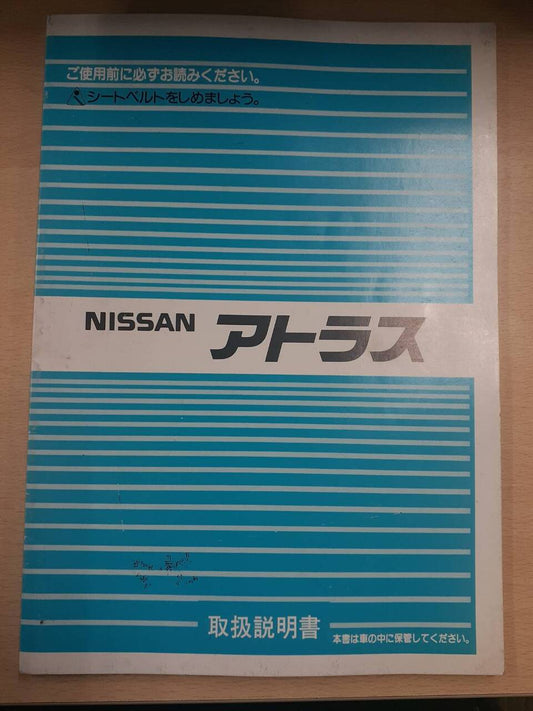 ご使用前に必ずお読みください。
シートベルトをしめましょう。
NISSAN アトラス
取扱説明書
本書は車の中に保管してください。